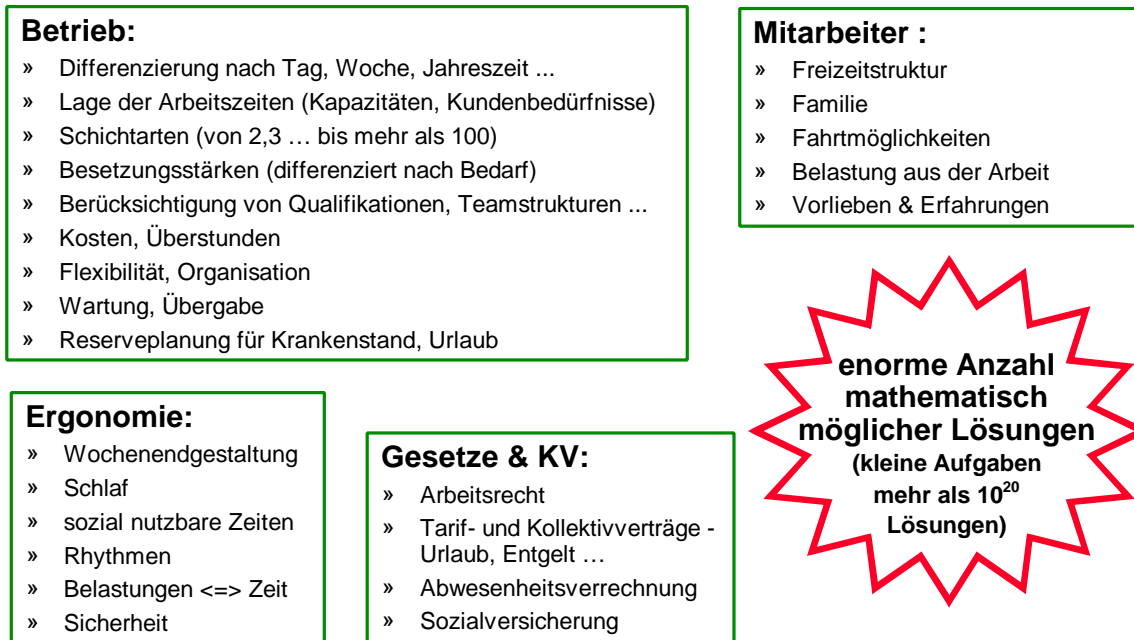 Betrieb:
» Differenzierung nach Tag, Woche, Jahreszeit ...
» Lage der Arbeitszeiten (Kapazitäten, Kundenbedürfnisse)
» Schichtarten (von 2,3 … bis mehr als 100)
» Besetzungsstärken (differenziert nach Bedarf)
» Berücksichtigung von Qualifikationen, Teamstrukturen ...
» Kosten, Überstunden
» Flexibilität, Organisation
» Wartung, Übergabe
» Reserveplanung für Krankenstand, Urlaub
Mitarbeiter :
» Freizeitstruktur
» Familie
» Fahrtmöglichkeiten
» Belastung aus der Arbeit
» Vorlieben & Erfahrungen
enorme Anzahl
mathematisch
möglicher Lösungen
(kleine Aufgaben
mehr als 10²⁰
Lösungen)
Ergonomie:
» Wochenendgestaltung
» Schlaf
» sozial nutzbare Zeiten
» Rhythmen
» Belastungen <=> Zeit
» Sicherheit
Gesetze & KV:
» Arbeitsrecht
» Tarif- und Kollektivverträge -
Urlaub, Entgelt …
» Abwesenheitsverrechnung
» Sozialversicherung